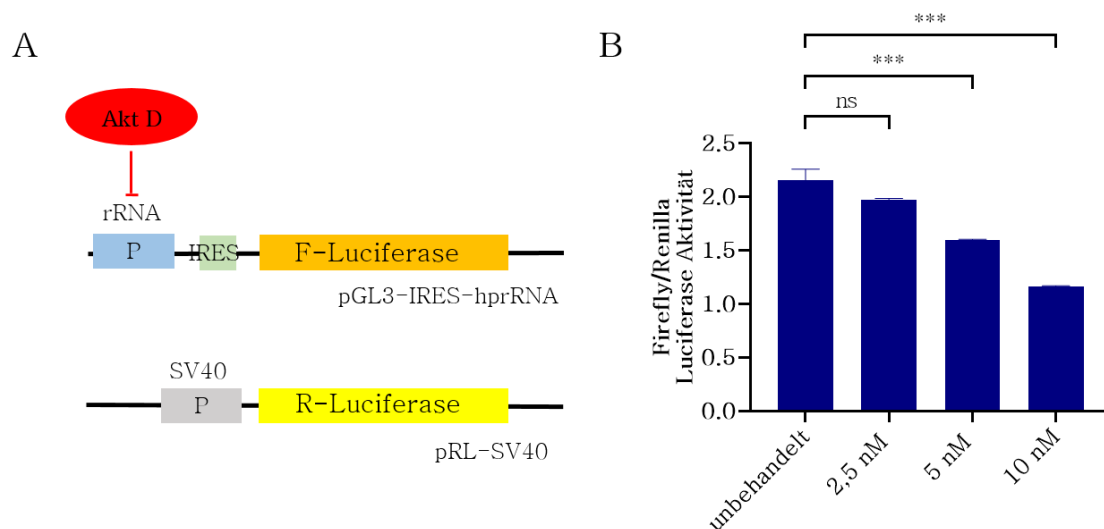 A
Akt D
rRNA
P
IRES
F-Luciferase
pGL3-IRES-hprRNA
SV40
P
R-Luciferase
pRL-SV40
B
***
***
ns
Firefly/Renilla
Luciferase Aktivität
2.5
2.0
1.5
1.0
0.5
0.0
unbehandelt
2,5 nM
5 nM
10 nM